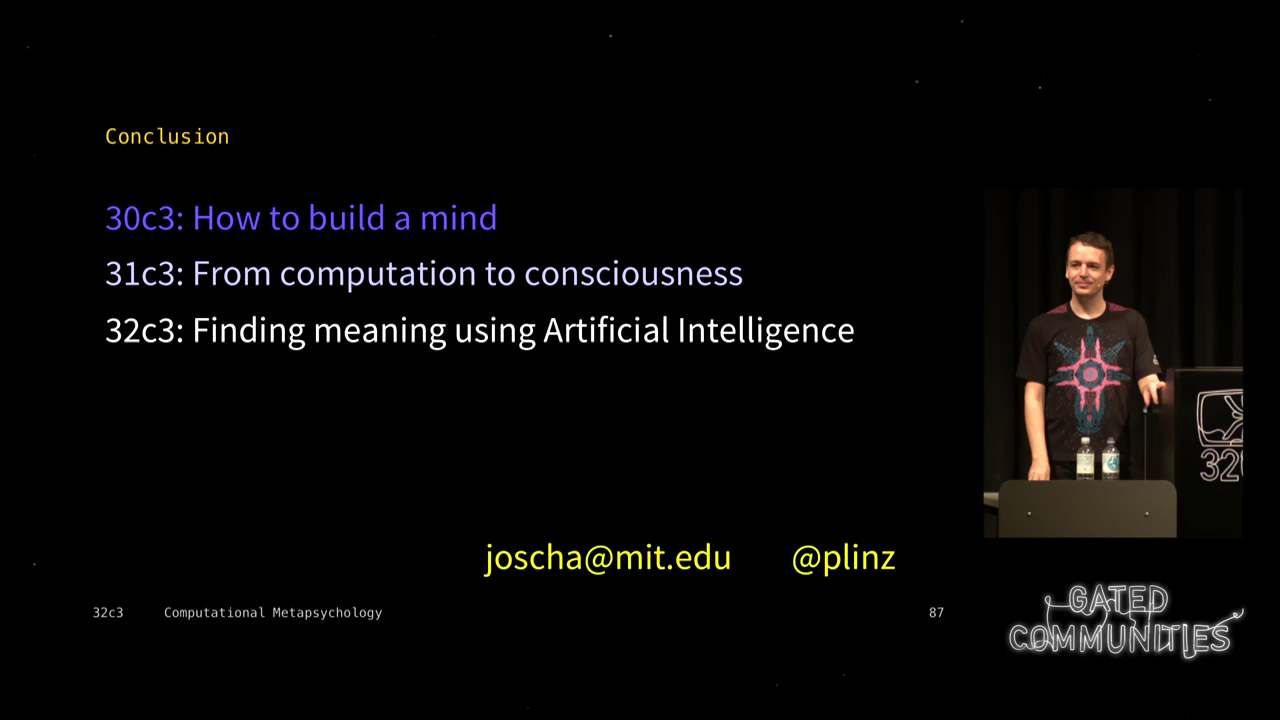 Conclusion
30c3: How to build a mind
31c3: From computation to consciousness
32c3: Finding meaning using Artificial Intelligence
joscha@mit.edu @plinz
32c3 Computational Metapsychology 87
GATED
COMMUNITIES